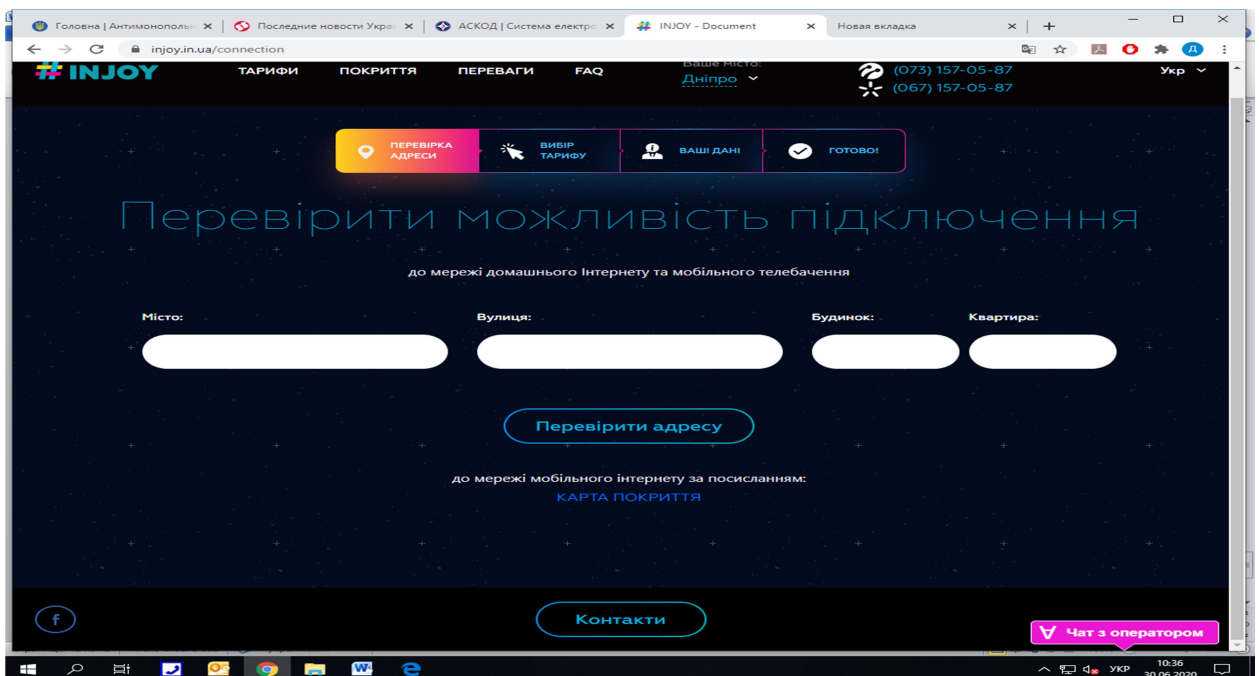 Головна | Антимонопольн
Последние новости Украи
АСКОД | Система електро
INJOY - Document
Новая вкладка
injoy.in.ua/connection
INJOY
ТАРИФИ
ПОКРИТТЯ
ПЕРЕВАГИ
FAQ
Ваше місто:
Дніпро
(073) 157-05-87
(067) 157-05-87
Укр
ПЕРЕВІРКА
АДРЕСИ
ВИБІР
ТАРИФУ
ВАШІ ДАНІ
ГОТОВО!
Перевірити можливість підключення
до мережі домашнього Інтернету та мобільного телебачення
Місто:
Вулиця:
Будинок:
Квартира:
Перевірити адресу
до мережі мобільного інтернету за посисланням:
КАРТА ПОКРИТТЯ
Контакти
Чат з оператором
УКР
10:36
30.06.2020